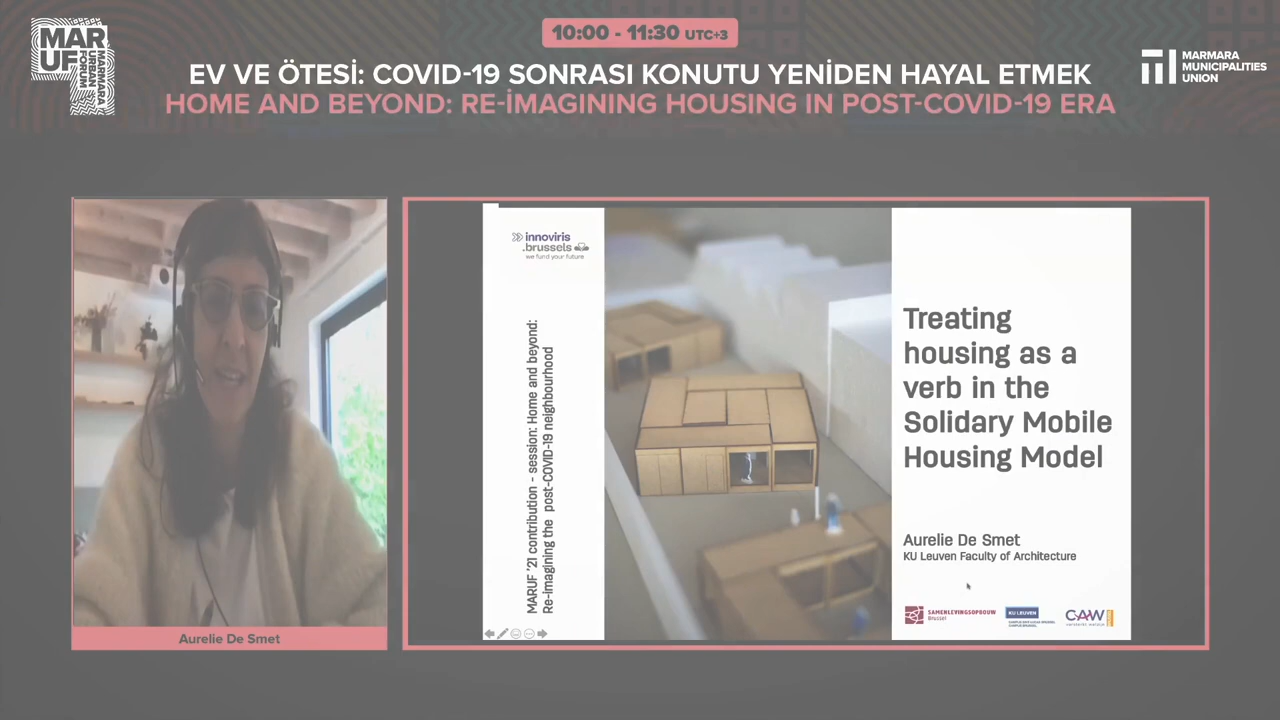 MAR
UF
MARMARA
URBAN
FORUM
10:00 - 11:30 UTC+3
EV VE ÖTESİ: COVID-19 SONRASI KONUTU YENİDEN HAYAL ETMEK
HOME AND BEYOND: RE-İMAGINING HOUSING IN POST-COVID-19 ERA
MARMARA
MUNICIPALITIES
UNION
Aurelie De Smet
innoviris
.brussels
we fund your future
MARUF '21 contribution - session: Home and beyond:
Re-imagining the post-COVID-19 neighbourhood
Treating
housing as a
verb in the
Solidary Mobile
Housing Model
Aurelie De Smet
KU Leuven Faculty of Architecture
SAMENLEVINGSOPBOUW
Brussel
KU LEUVEN
CAW